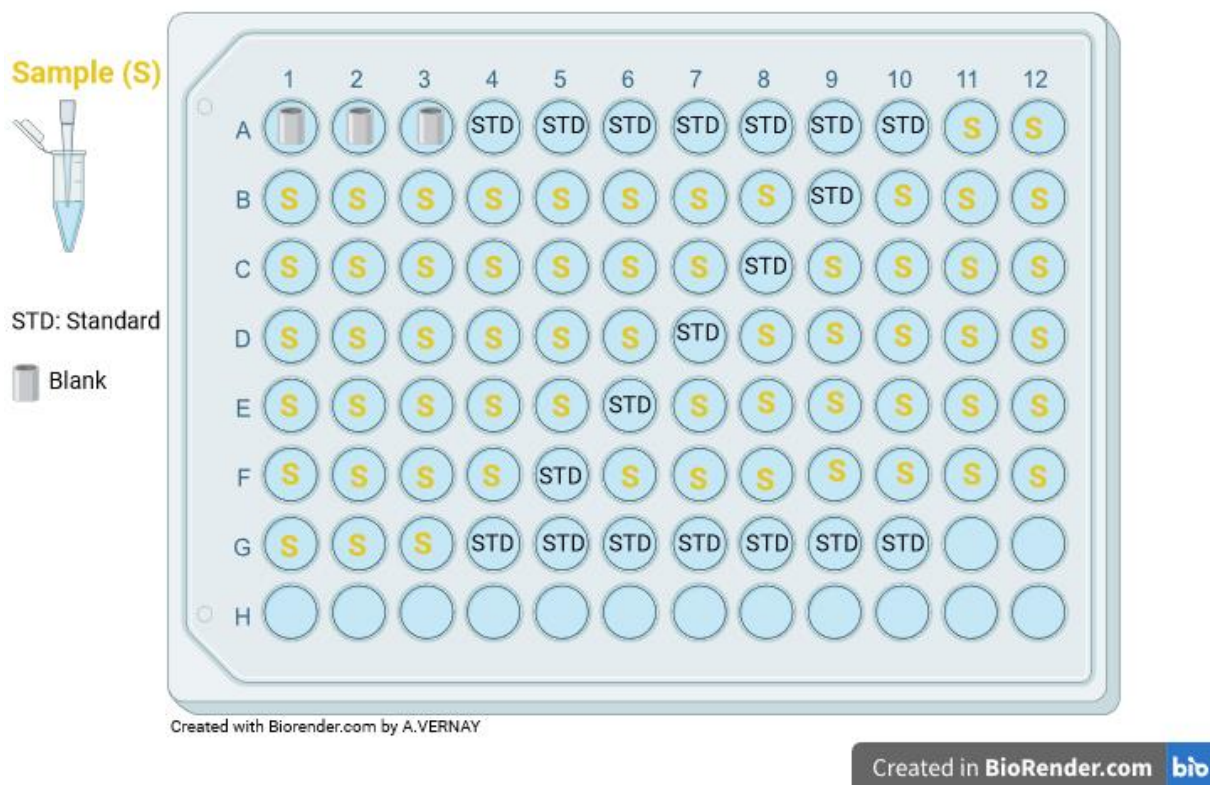 Sample (S)
STD: Standard
Blank
1 2 3 4 5 6 7 8 9 10 11 12
A STD STD STD STD STD STD STD S S
B S S S S S S S S STD S S S
C S S S S S S S STD S S S S
D S S S S S S STD S S S S S
E S S S S S STD S S S S S S
F S S S S STD S S S S S S S
G S S S STD STD STD STD STD STD STD
H
Created with Biorender.com by A.VERNAY
Created in BioRender.com bio